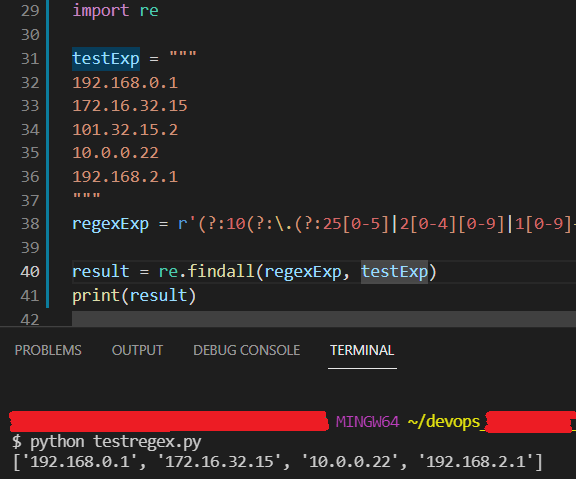 29 import re
30
31 testExp = """
32 192.168.0.1
33 172.16.32.15
34 101.32.15.2
35 10.0.0.22
36 192.168.2.1
37 """
38 regexExp = r'(?:10(?:\.(?:25[0-5]|2[0-4][0-9]|1[0-9]
39
40 result = re.findall(regexExp, testExp)
41 print(result)
42
PROBLEMS OUTPUT DEBUG CONSOLE TERMINAL
MINGW64 ~/devops_
$ python testregex.py
['192.168.0.1', '172.16.32.15', '10.0.0.22', '192.168.2.1']